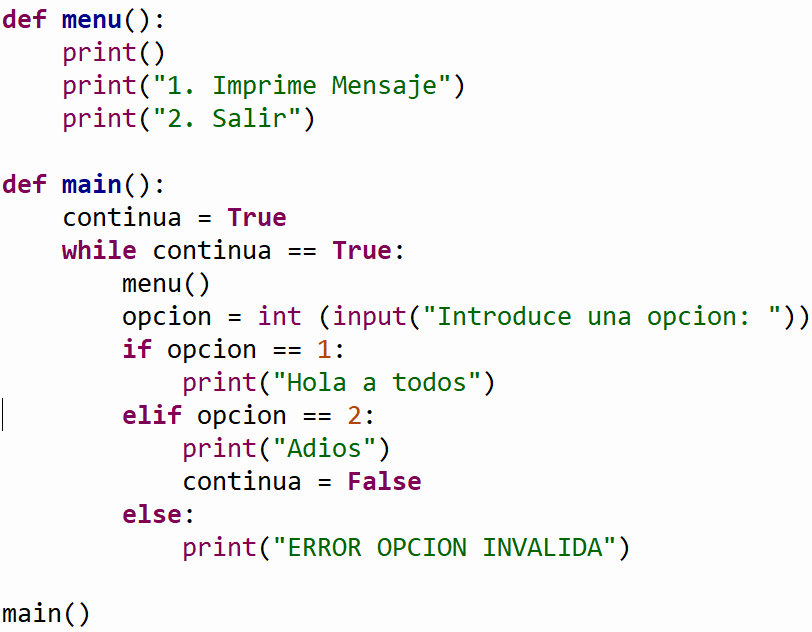 def menu():
    print()
    print("1. Imprime Mensaje")
    print("2. Salir")

def main():
    continua = True
    while continua == True:
        menu()
        opcion = int (input("Introduce una opcion: "))
        if opcion == 1:
            print("Hola a todos")
        elif opcion == 2:
            print("Adios")
            continua = False
        else:
            print("ERROR OPCION INVALIDA")

main()